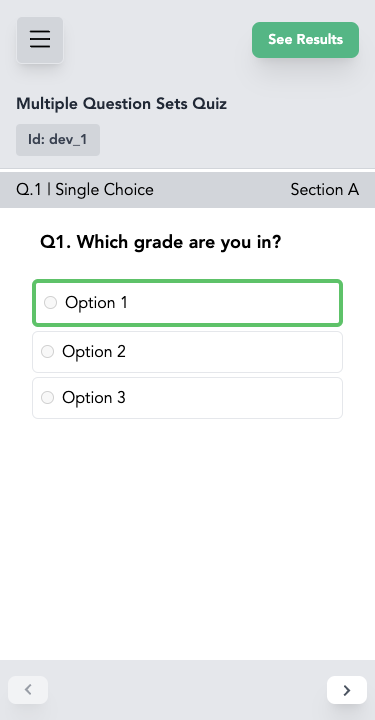 See Results
Multiple Question Sets Quiz
Id: dev_1
Q.1 | Single Choice
Section A
Q1. Which grade are you in?
Option 1
Option 2
Option 3